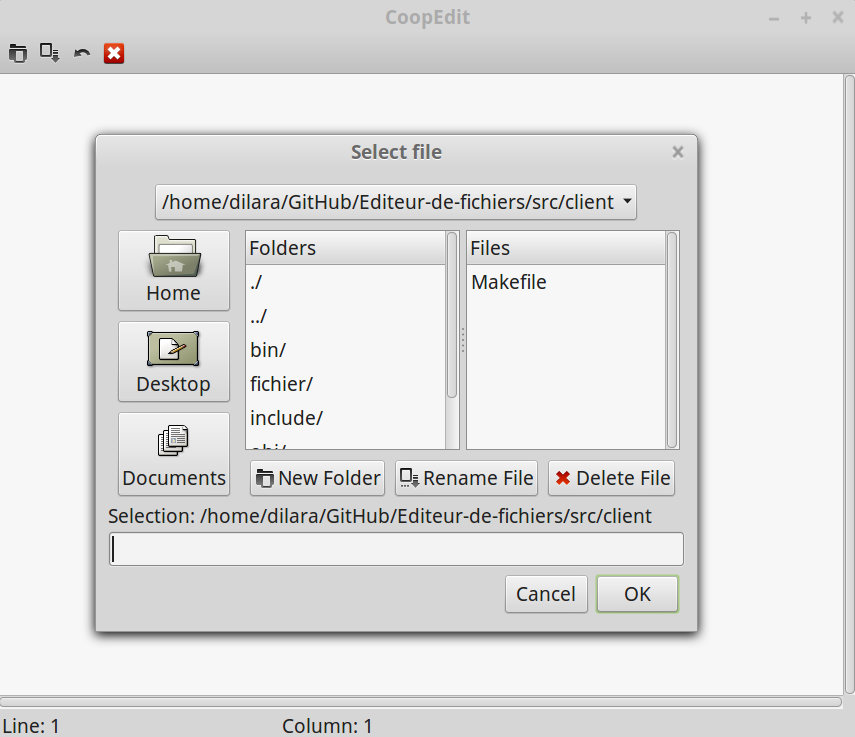 CoopEdit
Select file
/home/dilara/GitHub/Editeur-de-fichiers/src/client
Home
Desktop
Documents
Folders
./
../
bin/
fichier/
include/
Files
Makefile
New Folder
Rename File
Delete File
Selection: /home/dilara/GitHub/Editeur-de-fichiers/src/client
Cancel
OK
Line: 1
Column: 1